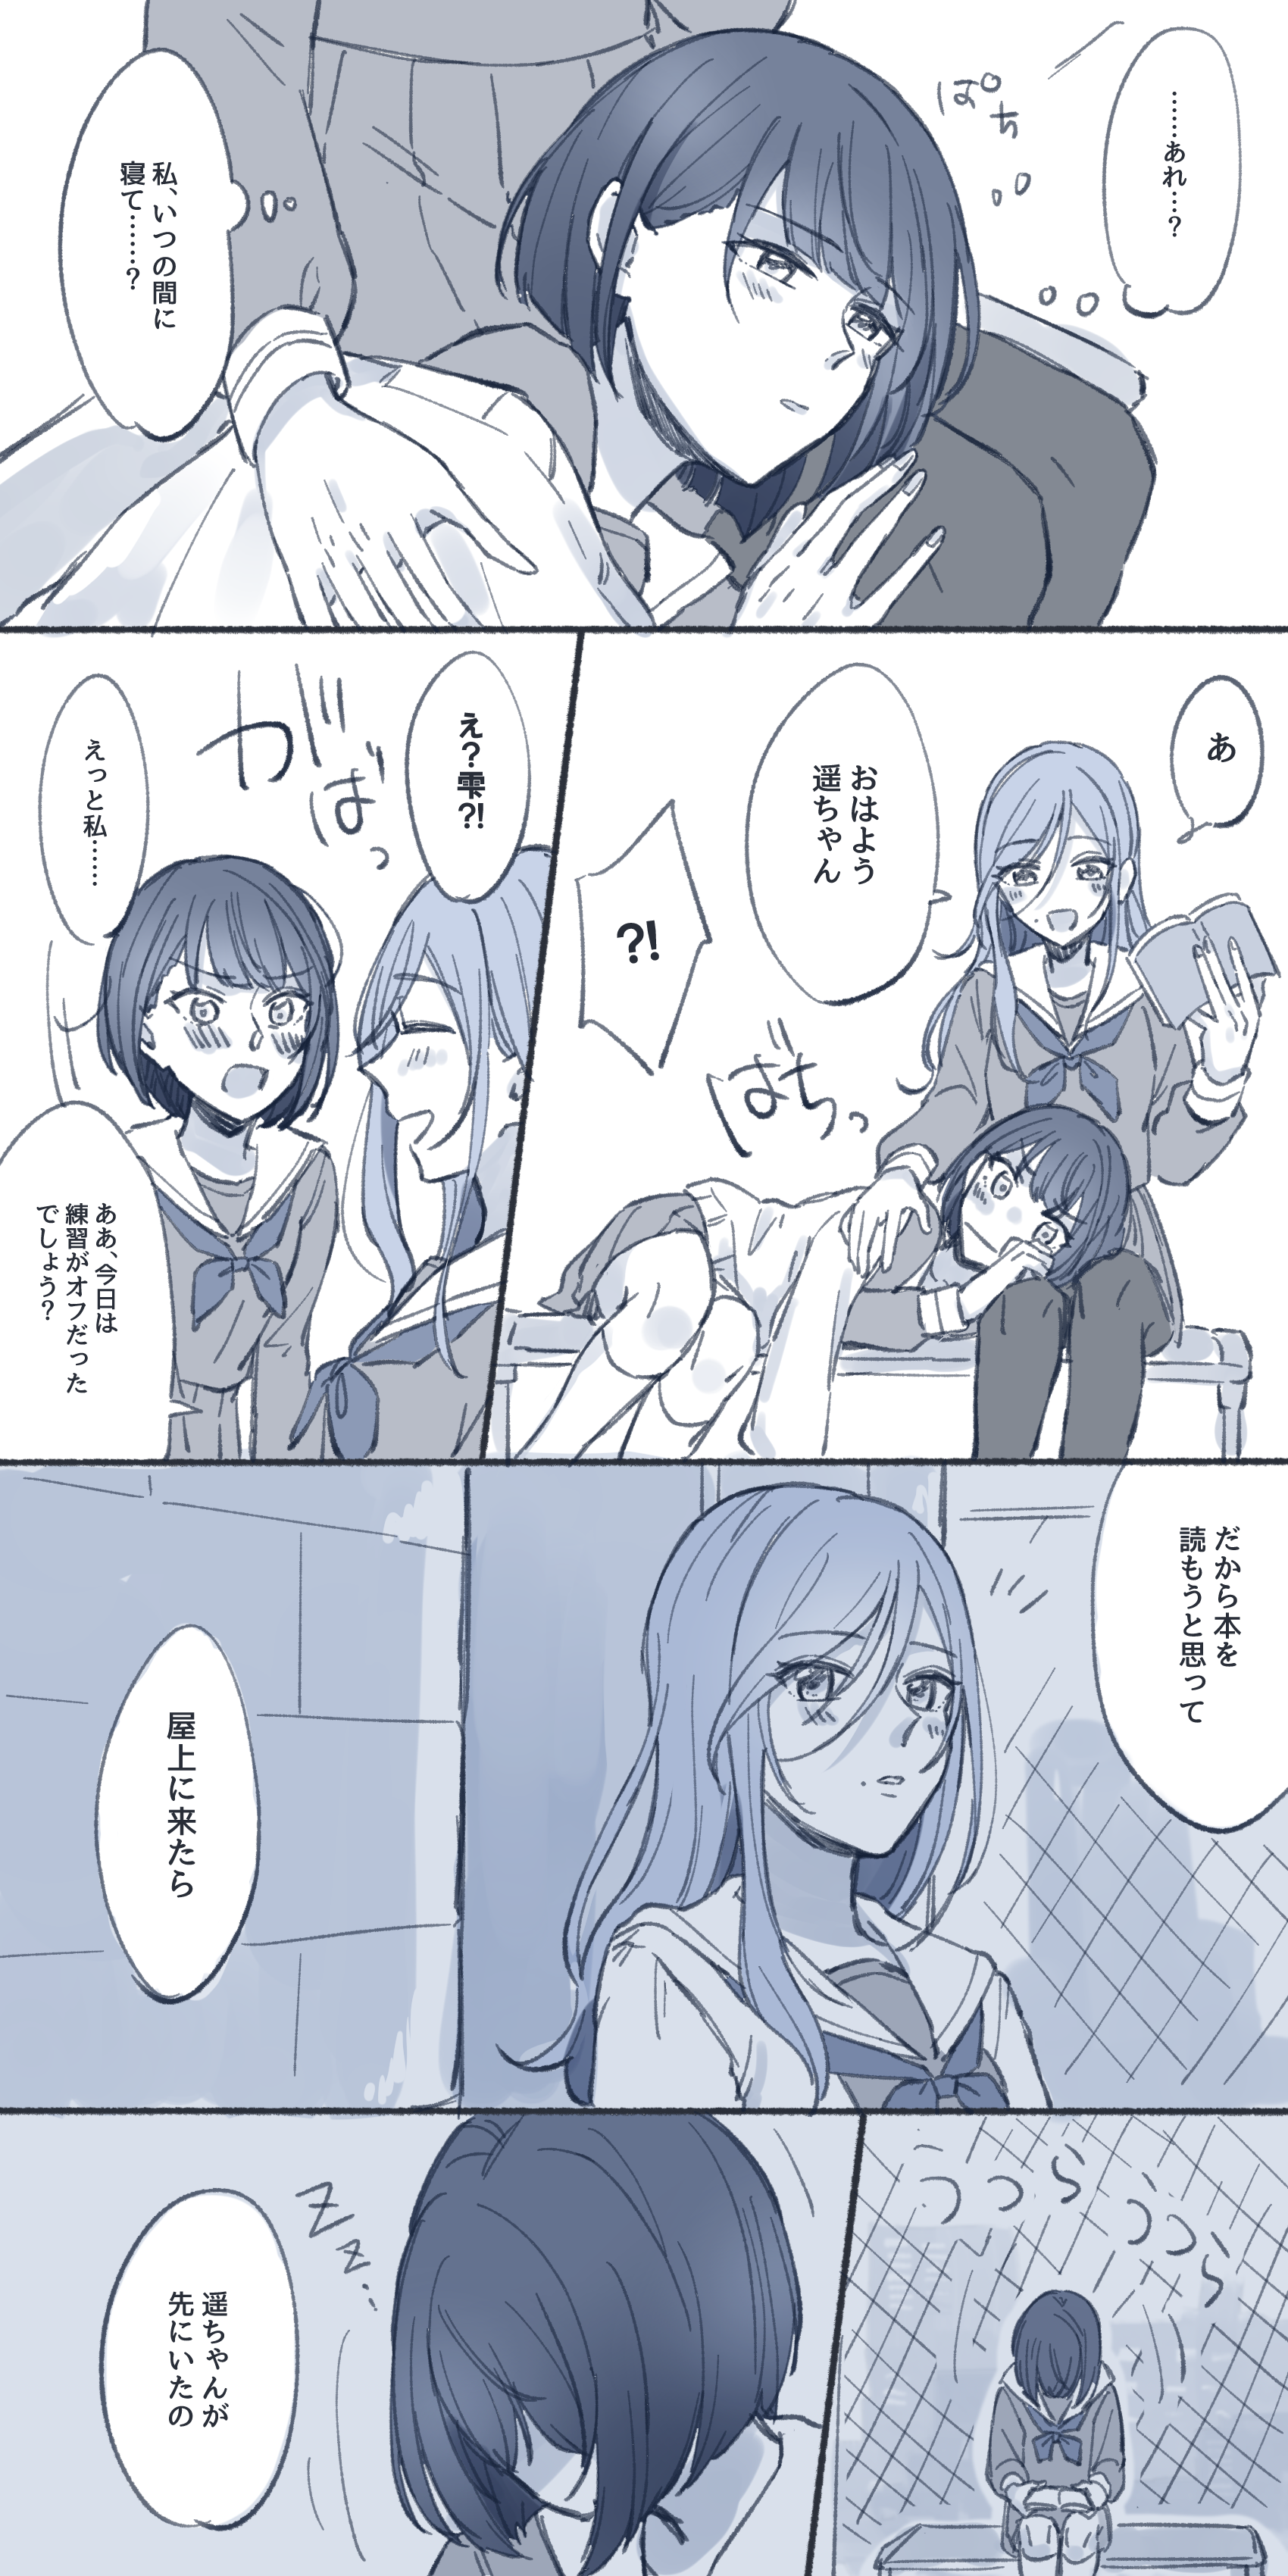 ……あれ…?
ぱち
私、いつの間に
寝て……?
あ
おはよう
遥ちゃん
?!
ばちっ
え?雫?!
がばっ
えっと私……
ああ、今日は
練習がオフだった
でしょう?
だから本を
読もうと思って
屋上に来たら
うつらうつら
Zz..
遥ちゃんが
先にいたの